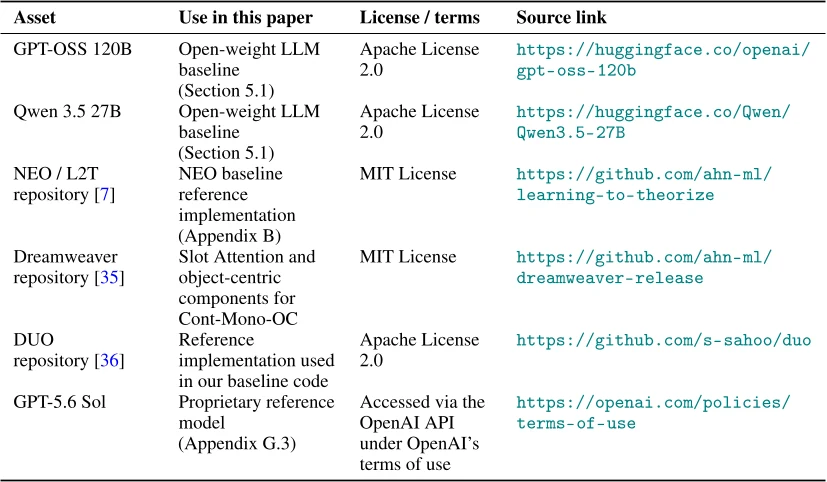 Asset Use in this paper License / terms Source link
GPT-OSS 120B Open-weight LLM Apache License https://huggingface.co/openai/
baseline 2.0 gpt-oss-120b
(Section 5.1)
Qwen 3.5 27B Open-weight LLM Apache License https://huggingface.co/Qwen/
baseline 2.0 Qwen3.5-27B
(Section 5.1)
NEO / L2T NEO baseline MIT License https://github.com/ahn-ml/
repository [7] reference learning-to-theorize
implementation
(Appendix B)
Dreamweaver Slot Attention and MIT License https://github.com/ahn-ml/
repository [35] object-centric dreamweaver-release
components for
Cont-Mono-OC
DUO Reference Apache License https://github.com/s-sahoo/duo
repository [36] implementation used 2.0
in our baseline code
GPT-5.6 Sol Proprietary reference Accessed via the https://openai.com/policies/
model OpenAI API terms-of-use
(Appendix G.3) under OpenAI's
terms of use